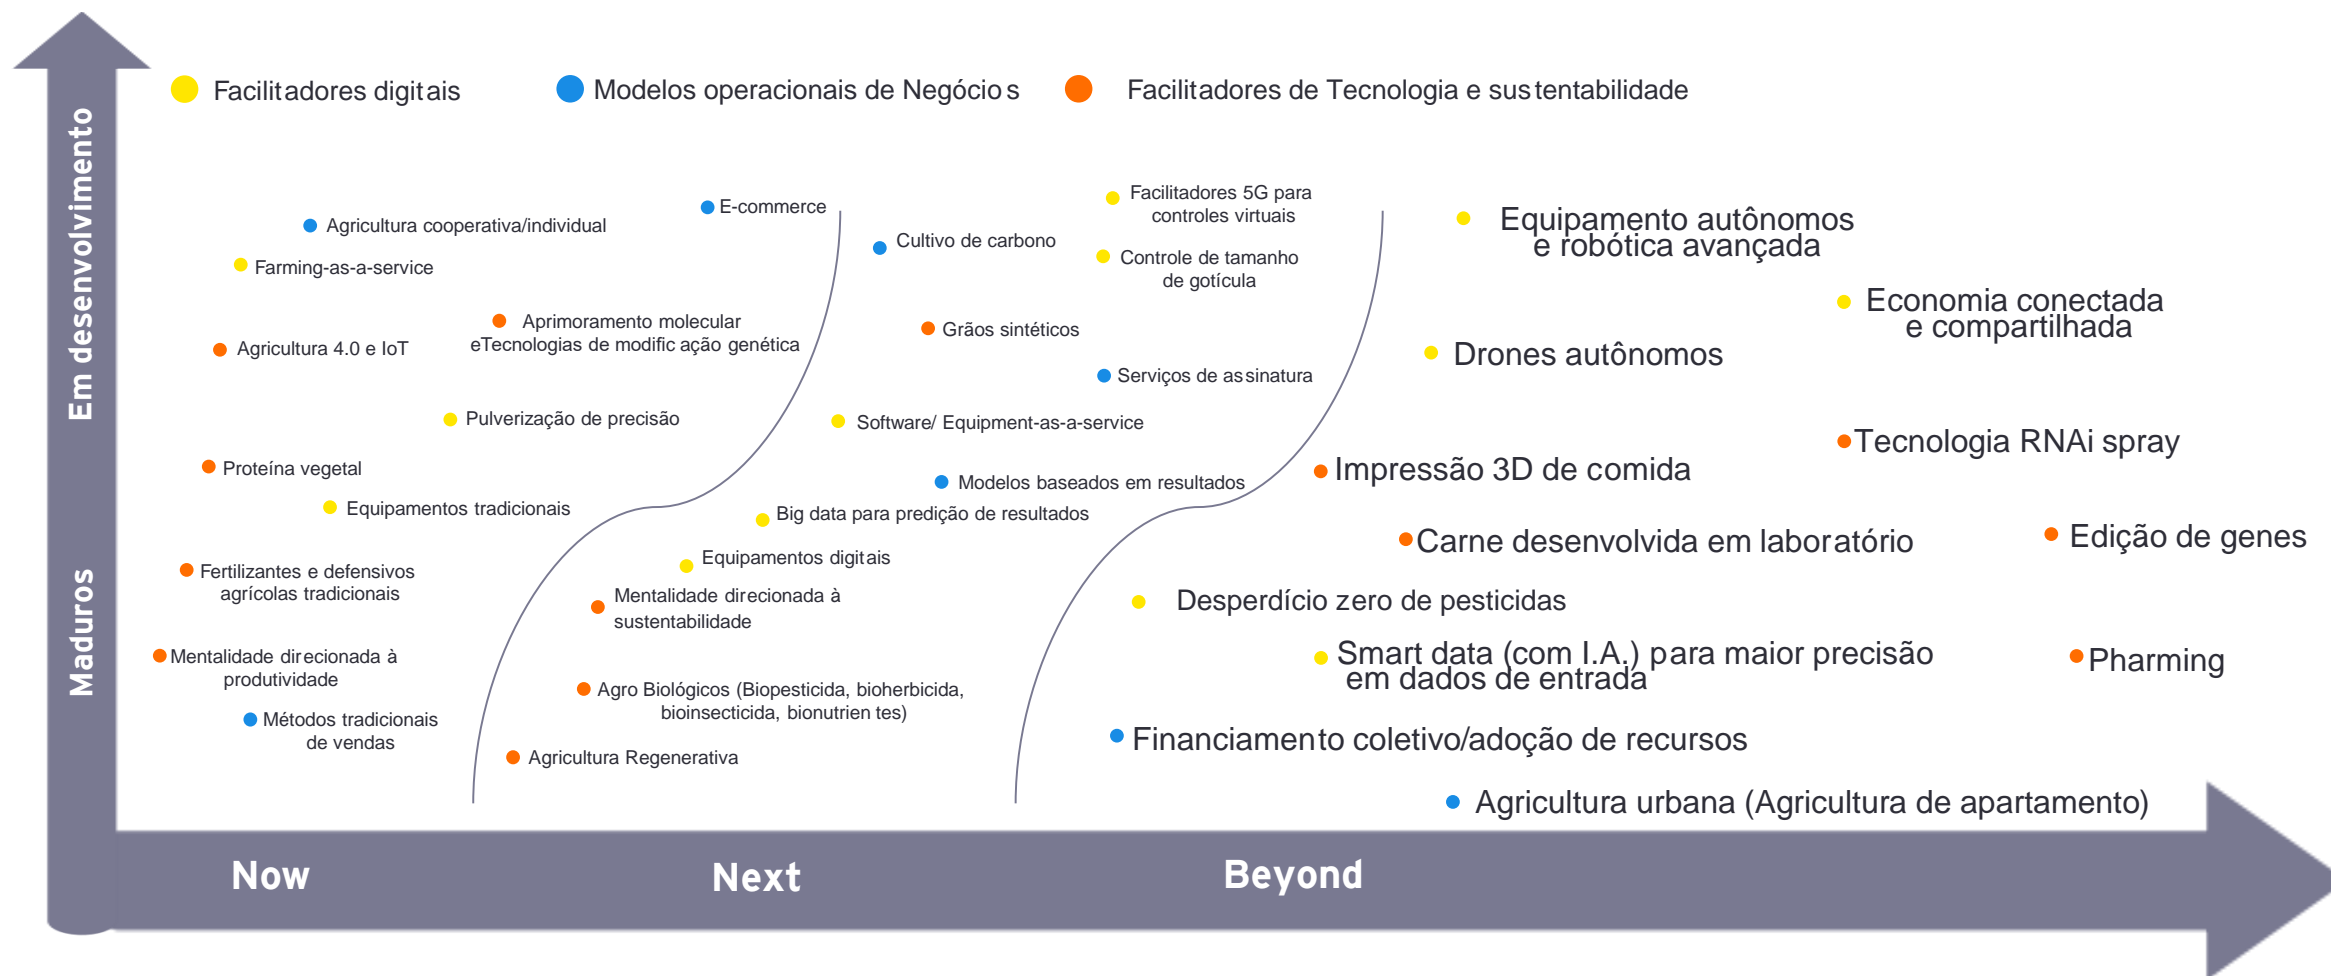 Facilitadores digitais
Modelos operacionais de Negócios
Facilitadores de Tecnologia e sustentabilidade
Em desenvolvimento
Maduros
E-commerce
Agricultura cooperativa/individual
Farming-as-a-service
Aprimoramento molecular
eTecnologias de modificação genética
Agricultura 4.0 e IoT
Pulverização de precisão
Proteína vegetal
Equipamentos tradicionais
Fertilizantes e defensivos
agrícolas tradicionais
Mentalidade direcionada à
produtividade
Métodos tradicionais
de vendas
Facilitadores 5G para
controles virtuais
Cultivo de carbono
Controle de tamanho
de gotícula
Grãos sintéticos
Serviços de assinatura
Software/ Equipment-as-a-service
Modelos baseados em resultados
Big data para predição de resultados
Equipamentos digitais
Mentalidade direcionada à
sustentabilidade
Agro Biológicos (Biopesticida, bioherbicida,
bioinsecticida, bionutrientes)
Agricultura Regenerativa
Equipamento autônomos
e robótica avançada
Economia conectada
e compartilhada
Drones autônomos
Tecnologia RNAi spray
Impressão 3D de comida
Carne desenvolvida em laboratório
Edição de genes
Desperdício zero de pesticidas
Smart data (com I.A.) para maior precisão
em dados de entrada
Pharming
Financiamento coletivo/adoção de recursos
Agricultura urbana (Agricultura de apartamento)
Now
Next
Beyond